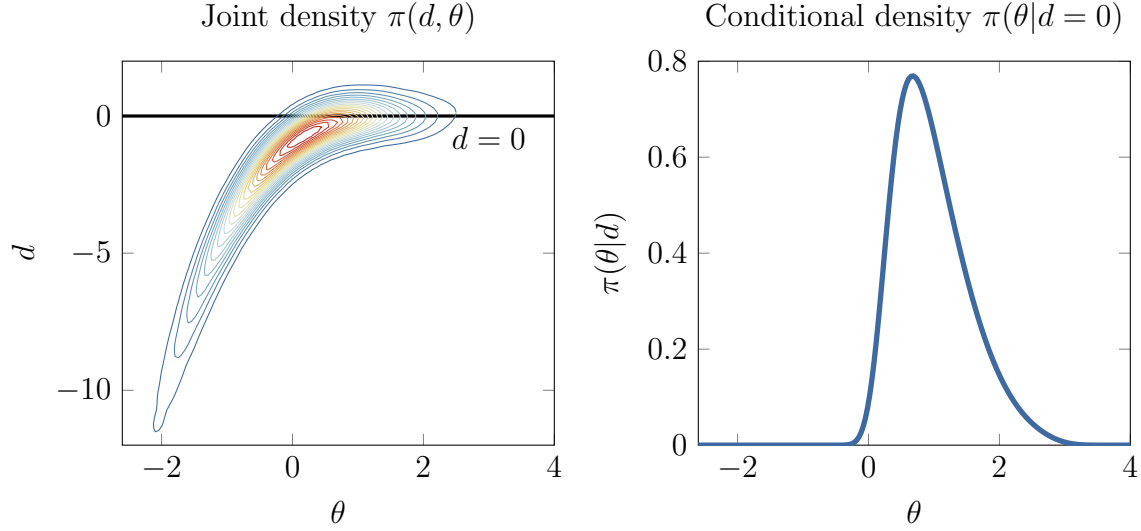 Joint density π(d, θ)
0
−5
−10
d
d = 0
−2
0
2
4
θ
Conditional density π(θ|d = 0)
0.8
0.6
0.4
0.2
0
π(θ|d)
−2
0
2
4
θ